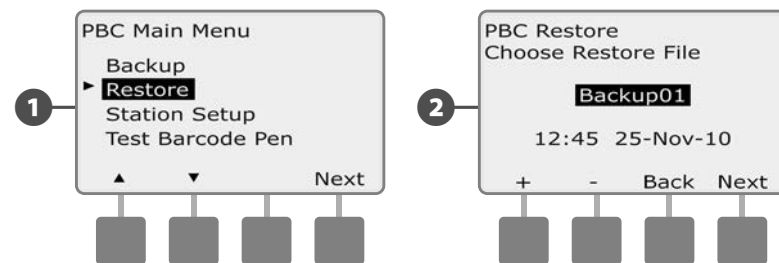 1
PBC Main Menu
Backup
► Restore
Station Setup
Test Barcode Pen
▲ ▼ Next
2
PBC Restore
Choose Restore File
Backup01
12:45 25-Nov-10
+ - Back Next